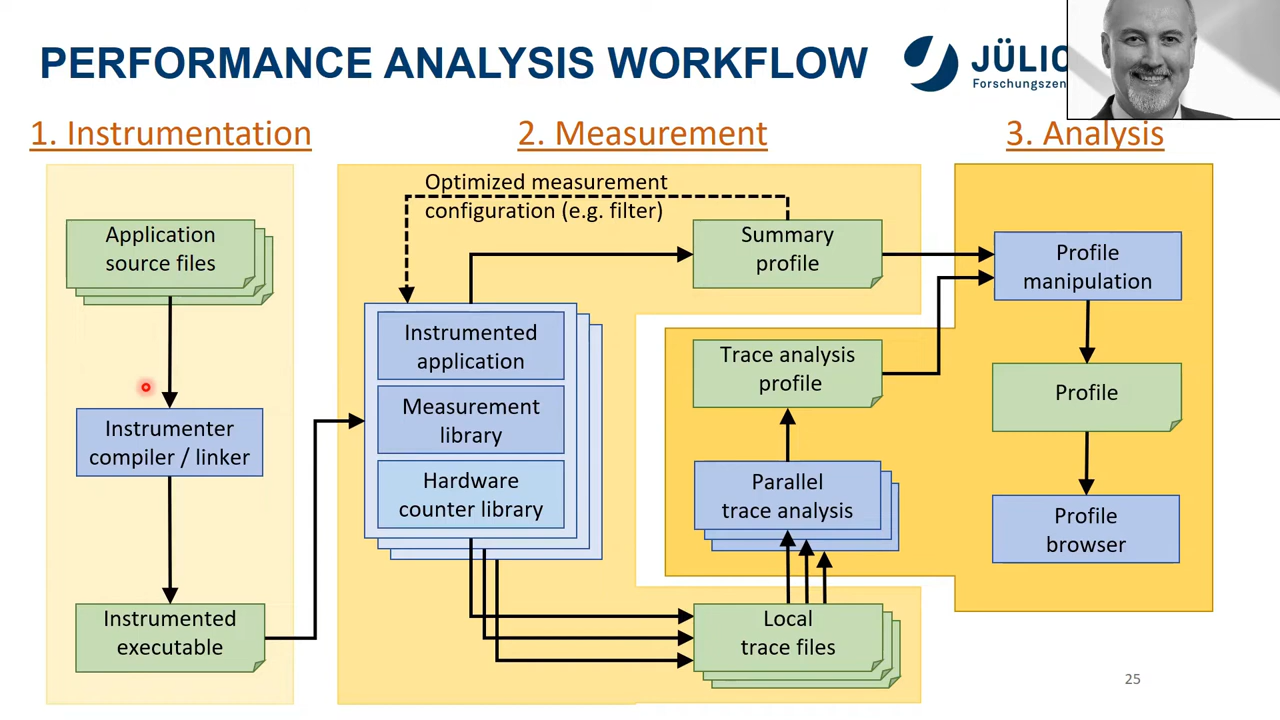 PERFORMANCE ANALYSIS WORKFLOW
JÜLIC
Forschungszen
1. Instrumentation
2. Measurement
3. Analysis
Application
source files
Instrumenter
compiler / linker
Instrumented
executable
Optimized measurement
configuration (e.g. filter)
Instrumented
application
Measurement
library
Hardware
counter library
Summary
profile
Trace analysis
profile
Parallel
trace analysis
Local
trace files
Profile
manipulation
Profile
Profile
browser
25